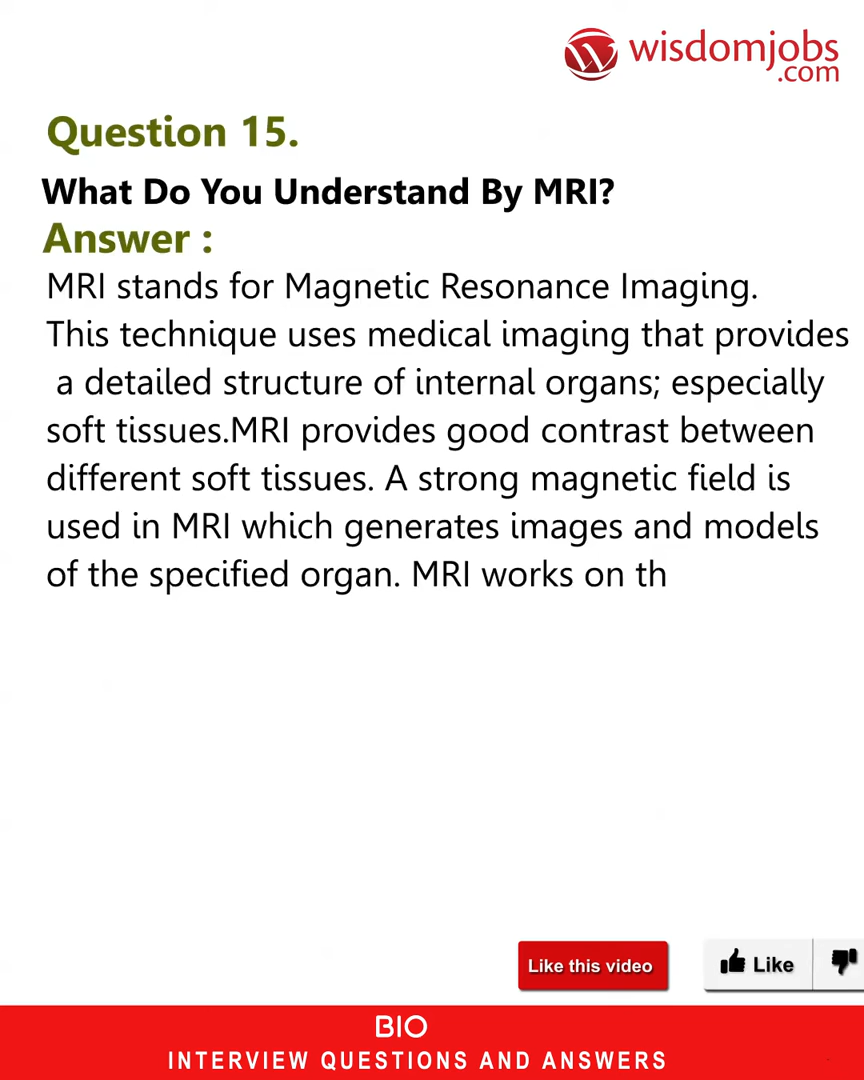 wisdomjobs
.com
Question 15.
What Do You Understand By MRI?
Answer :
MRI stands for Magnetic Resonance Imaging.
This technique uses medical imaging that provides
a detailed structure of internal organs; especially
soft tissues.MRI provides good contrast between
different soft tissues. A strong magnetic field is
used in MRI which generates images and models
of the specified organ. MRI works on th
Like this video
Like
BIO
INTERVIEW QUESTIONS AND ANSWERS